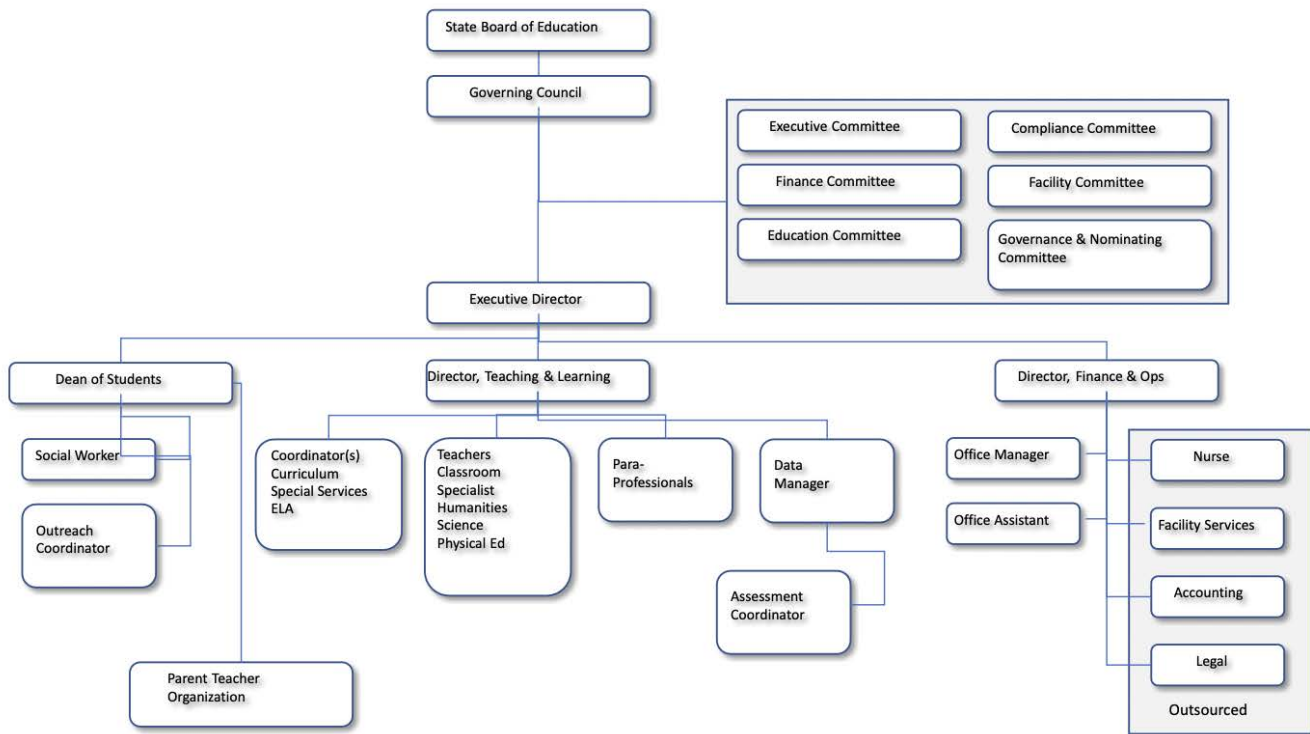 State Board of Education
Governing Council
Executive Committee
Compliance Committee
Finance Committee
Facility Committee
Education Committee
Governance & Nominating
Committee
Executive Director
Dean of Students
Director, Teaching & Learning
Director, Finance & Ops
Social Worker
Outreach
Coordinator
Parent Teacher
Organization
Coordinator(s)
Curriculum
Special Services
ELA
Teachers
Classroom
Specialist
Humanities
Science
Physical Ed
Para-
Professionals
Data
Manager
Assessment
Coordinator
Office Manager
Office Assistant
Nurse
Facility Services
Accounting
Legal
Outsourced